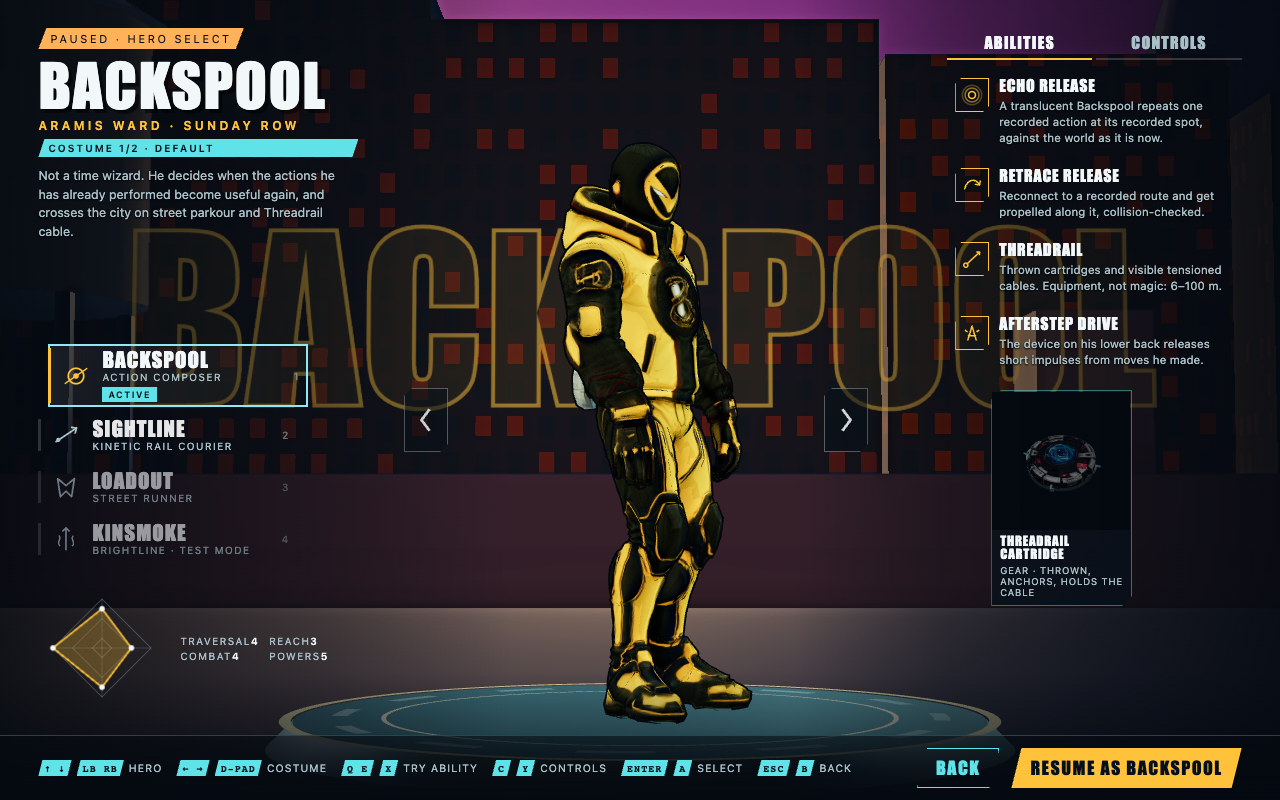 PAUSED · HERO SELECT
BACKSPOOL
ARAMIS WARD · SUNDAY ROW
COSTUME 1/2 · DEFAULT
Not a time wizard. He decides when the actions he
has already performed become useful again, and
crosses the city on street parkour and Threadrail
cable.
BACKSPOOL
BACKSPOOL 1
ACTION COMPOSER
ACTIVE
SIGHTLINE 2
KINETIC RAIL COURIER
LOADOUT 3
STREET RUNNER
KINSMOKE 4
BRIGHTLINE · TEST MODE
TRAVERSAL4 REACH3
COMBAT4 POWERS5
ABILITIES CONTROLS
ECHO RELEASE
A translucent Backspool repeats one
recorded action at its recorded spot,
against the world as it is now.
RETRACE RELEASE
Reconnect to a recorded route and get
propelled along it, collision-checked.
THREADRAIL
Thrown cartridges and visible tensioned
cables. Equipment, not magic: 6–100 m.
AFTERSTEP DRIVE
The device on his lower back releases
short impulses from moves he made.
THREADRAIL
CARTRIDGE
GEAR · THROWN,
ANCHORS, HOLDS THE
CABLE
↑ ↓ LB RB HERO ← → D-PAD COSTUME Q E X TRY ABILITY C Y CONTROLS ENTER A SELECT ESC B BACK
BACK RESUME AS BACKSPOOL